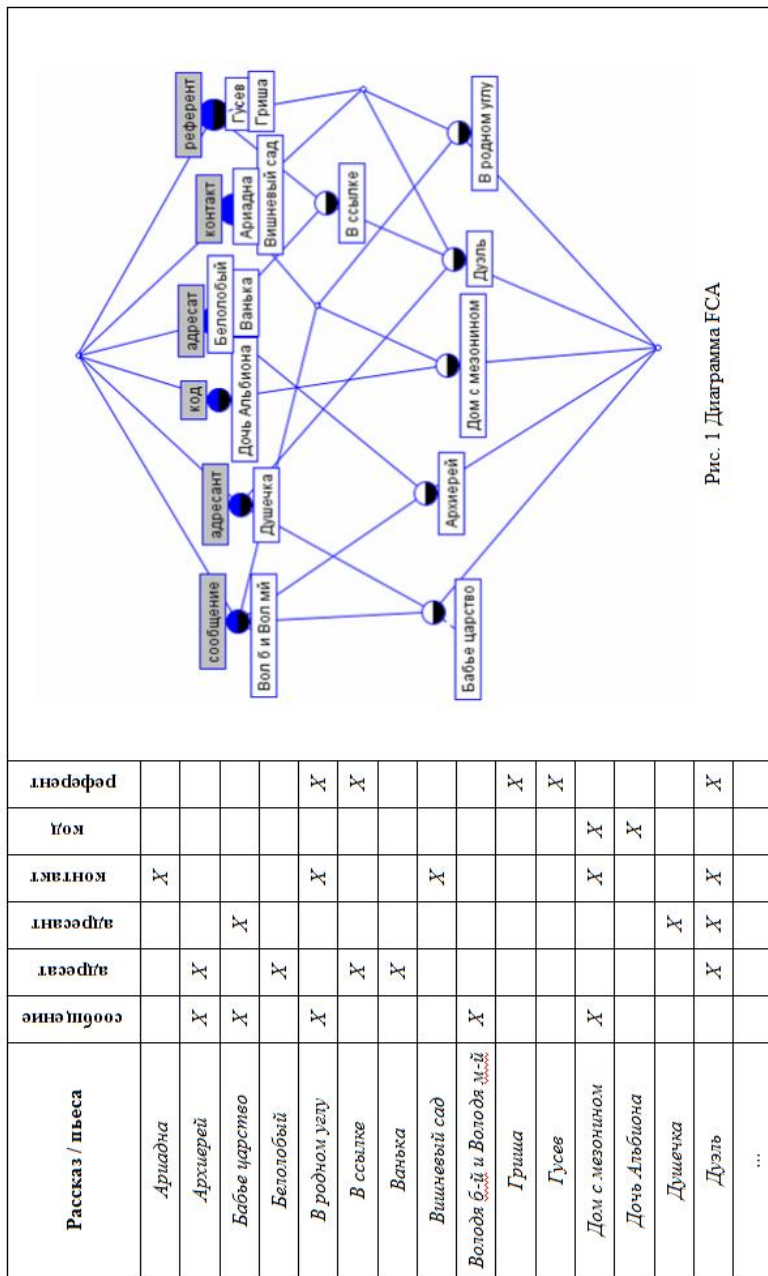 Рассказ / пьеса сообщение адресат адресант контакт код референт
Ариадна X
Архиерей X X
Бабье царство X X
Белолобый X
В родном углу X X X
В ссылке X X
Ванька X
Вишневый сад X
Володя б-й и Володя м-й X
Гриша X
Гусев X
Дом с мезонином X X X
Дочь Альбиона X
Душечка X
Дуэль X X X X
...
сообщение
адресант
код
адресат
контакт
референт
Вол б и Вол мй
Душечка
Дочь Альбиона
Белолобый
Ванька
Ариадна
Вишневый сад
Гусев
Гриша
В ссылке
Бабье царство
Архиерей
Дом с мезонином
Дуэль
В родном углу
Рис. 1 Диаграмма FCA